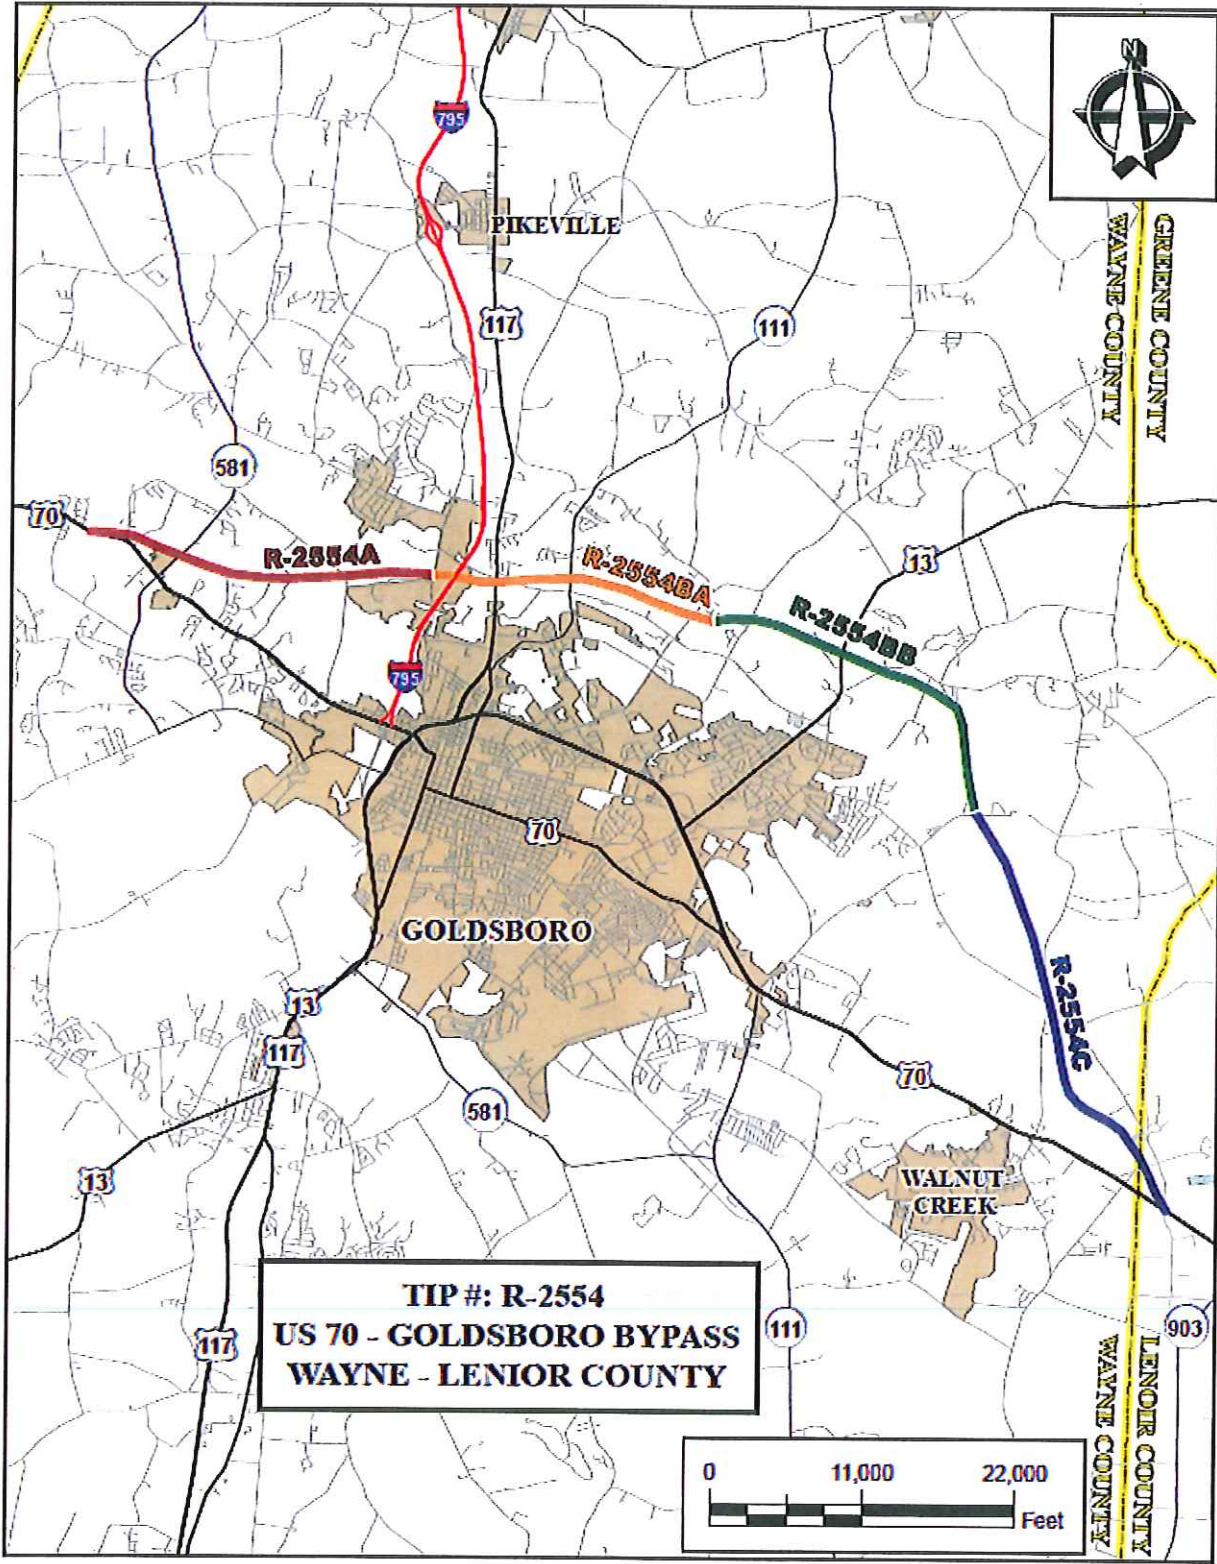 N
795
PIKEVILLE
GREENE COUNTY
WAYNE COUNTY
117
111
581
70
R-2554A
R-2554BA
13
R-2554BB
795
70
GOLDSBORO
R-2554C
13
117
70
581
13
WALNUT
CREEK
TIP #: R-2554
US 70 - GOLDSBORO BYPASS
WAYNE - LENIOR COUNTY
117
111
903
LENOIR COUNTY
WAYNE COUNTY
0 11,000 22,000
Feet